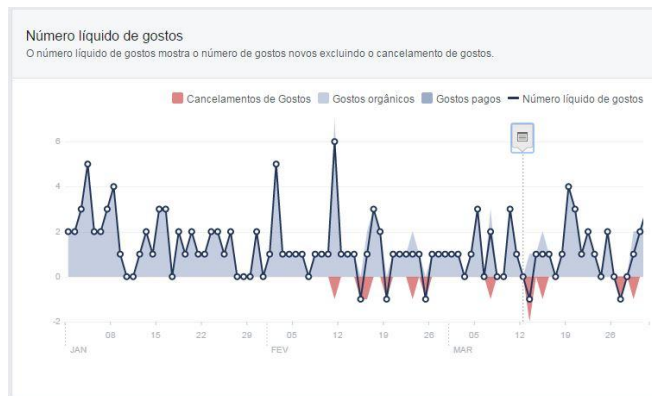 Número líquido de gostos
O número líquido de gostos mostra o número de gostos novos excluindo o cancelamento de gostos.
Cancelamentos de Gostos Gostos orgânicos Gostos pagos Número líquido de gostos
6
4
2
0
-2
08 15 22 29 05 12 19 26 05 12 19 26
JAN FEV MAR